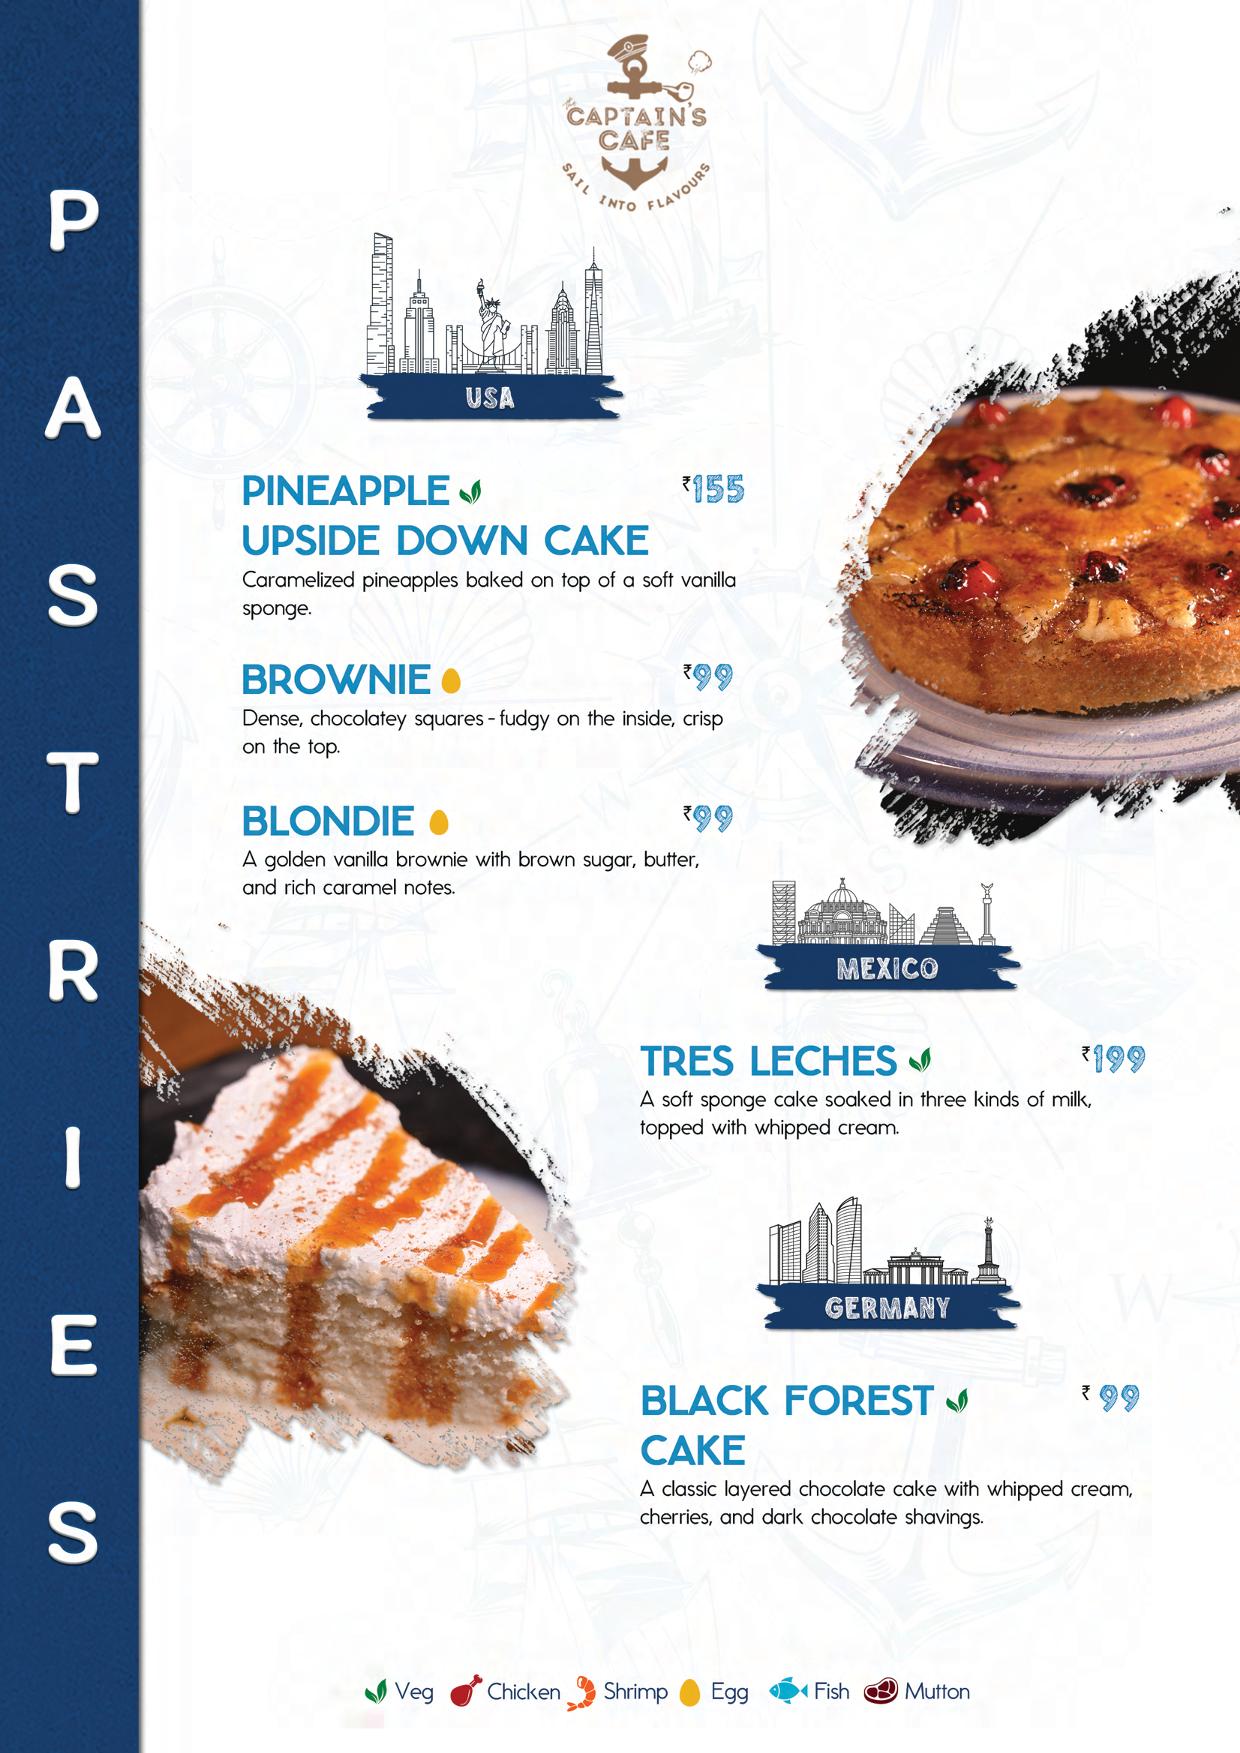 the
CAPTAIN'S
CAFE
SAIL INTO FLAVOURS
PASTRIES
USA
PINEAPPLE ₹155
UPSIDE DOWN CAKE
Caramelized pineapples baked on top of a soft vanilla
sponge.
BROWNIE ₹99
Dense, chocolatey squares - fudgy on the inside, crisp
on the top.
BLONDIE ₹99
A golden vanilla brownie with brown sugar, butter,
and rich caramel notes.
MEXICO
TRES LECHES ₹199
A soft sponge cake soaked in three kinds of milk,
topped with whipped cream.
GERMANY
BLACK FOREST ₹ 99
CAKE
A classic layered chocolate cake with whipped cream,
cherries, and dark chocolate shavings.
Veg Chicken Shrimp Egg Fish Mutton
W
S
W